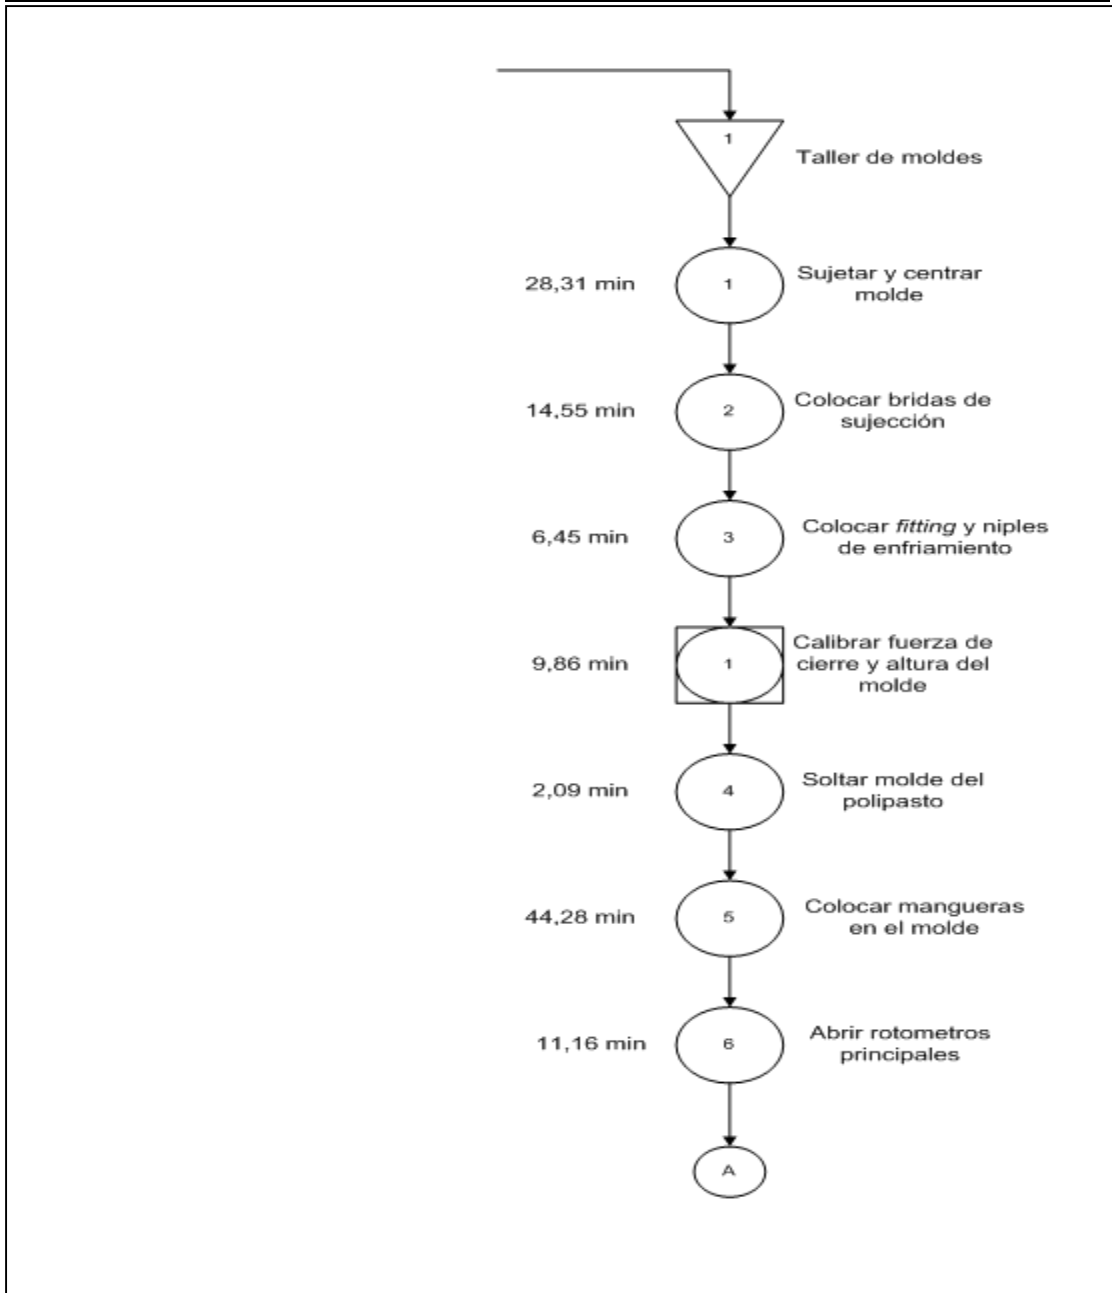 1
Taller de moldes
28,31 min
1
Sujetar y centrar
molde
14,55 min
2
Colocar bridas de
sujección
6,45 min
3
Colocar fitting y niples
de enfriamiento
9,86 min
1
Calibrar fuerza de
cierre y altura del
molde
2,09 min
4
Soltar molde del
polipasto
44,28 min
5
Colocar mangueras
en el molde
11,16 min
6
Abrir rotometros
principales
A